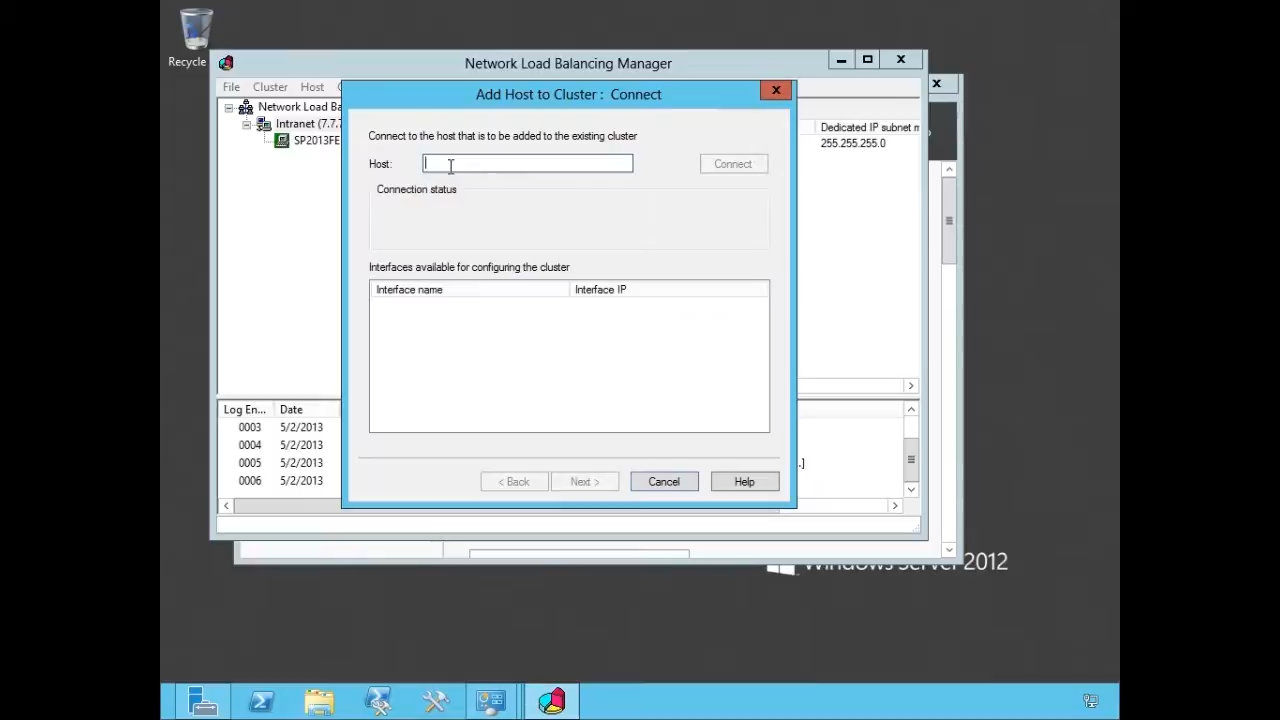 Recycle
Network Load Balancing Manager
File Cluster Host
Network Load Ba
Intranet (7.7.7
SP2013FE
Dedicated IP subnet m
255.255.255.0
Add Host to Cluster : Connect
Connect to the host that is to be added to the existing cluster
Host:
Connect
Connection status
Interfaces available for configuring the cluster
Interface name Interface IP
< Back Next > Cancel Help
Log En... Date
0003 5/2/2013
0004 5/2/2013
0005 5/2/2013
0006 5/2/2013
.]
Windows Server 2012